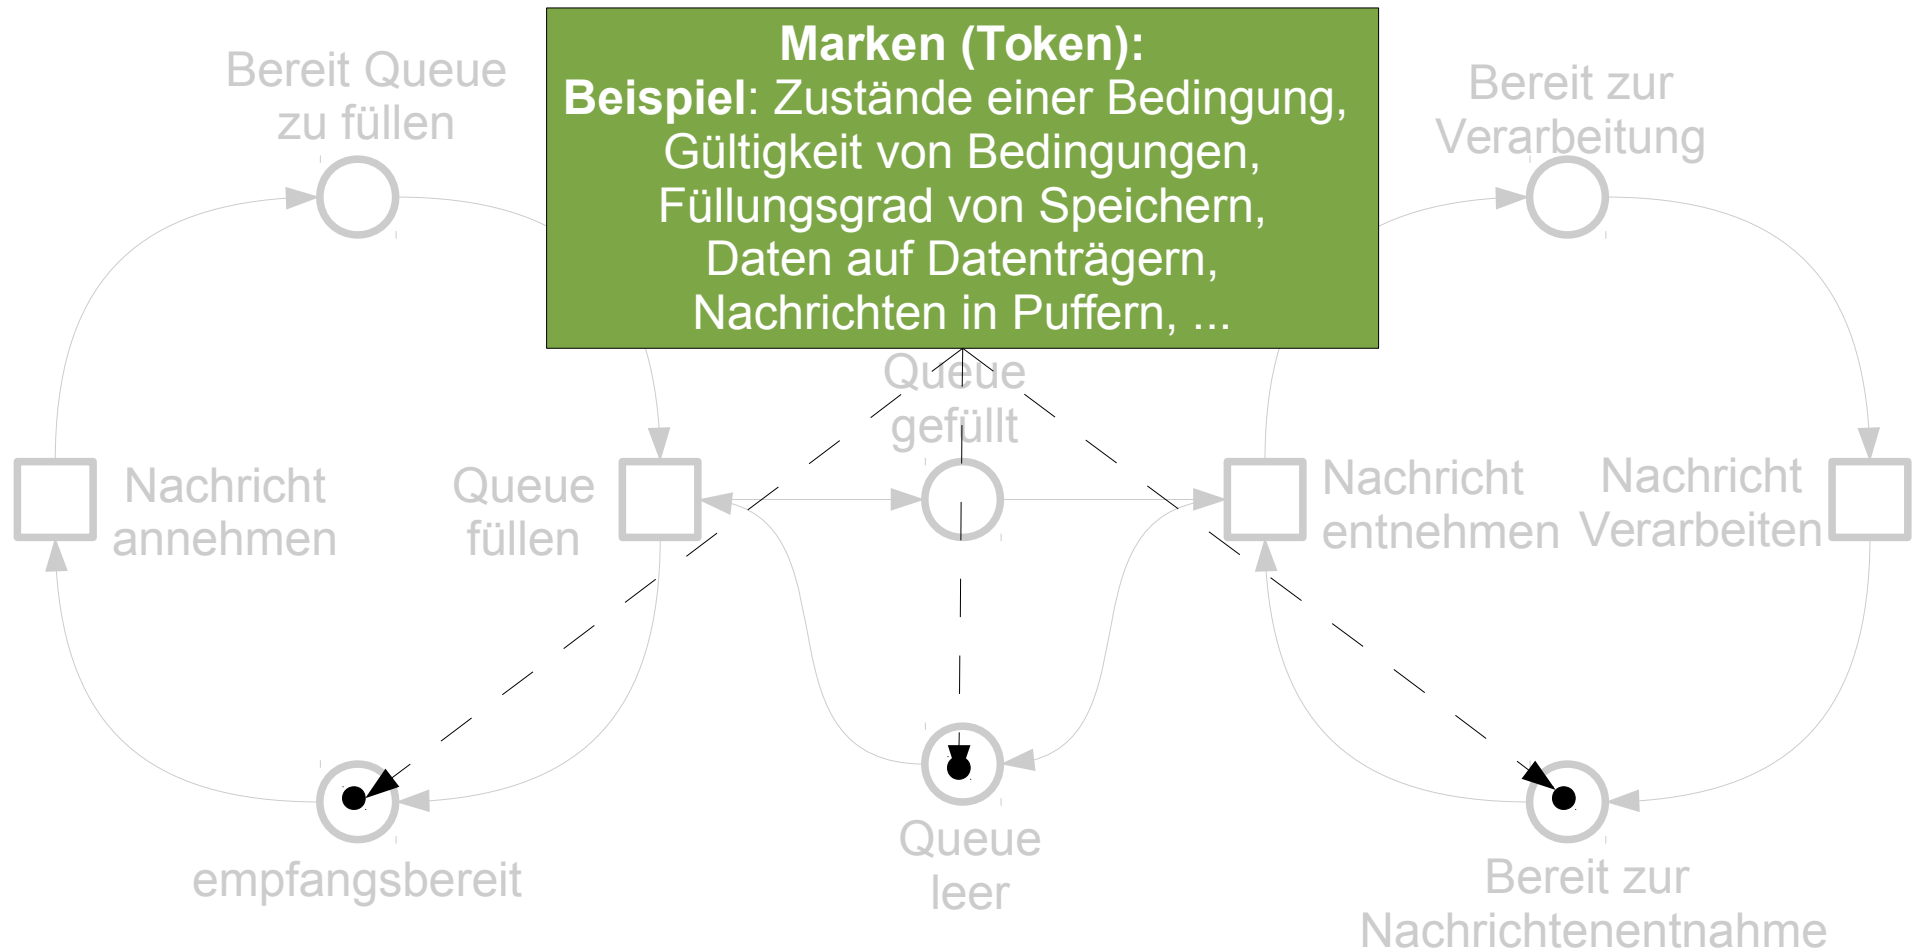 Marken (Token):
Beispiel: Zustände einer Bedingung,
Gültigkeit von Bedingungen,
Füllungsgrad von Speichern,
Daten auf Datenträgern,
Nachrichten in Puffern, ...
Bereit Queue
zu füllen
Bereit zur
Verarbeitung
Queue
gefüllt
Nachricht
annehmen
Queue
füllen
Nachricht
entnehmen
Nachricht
Verarbeiten
empfangsbereit
Queue
leer
Bereit zur
Nachrichtenentnahme